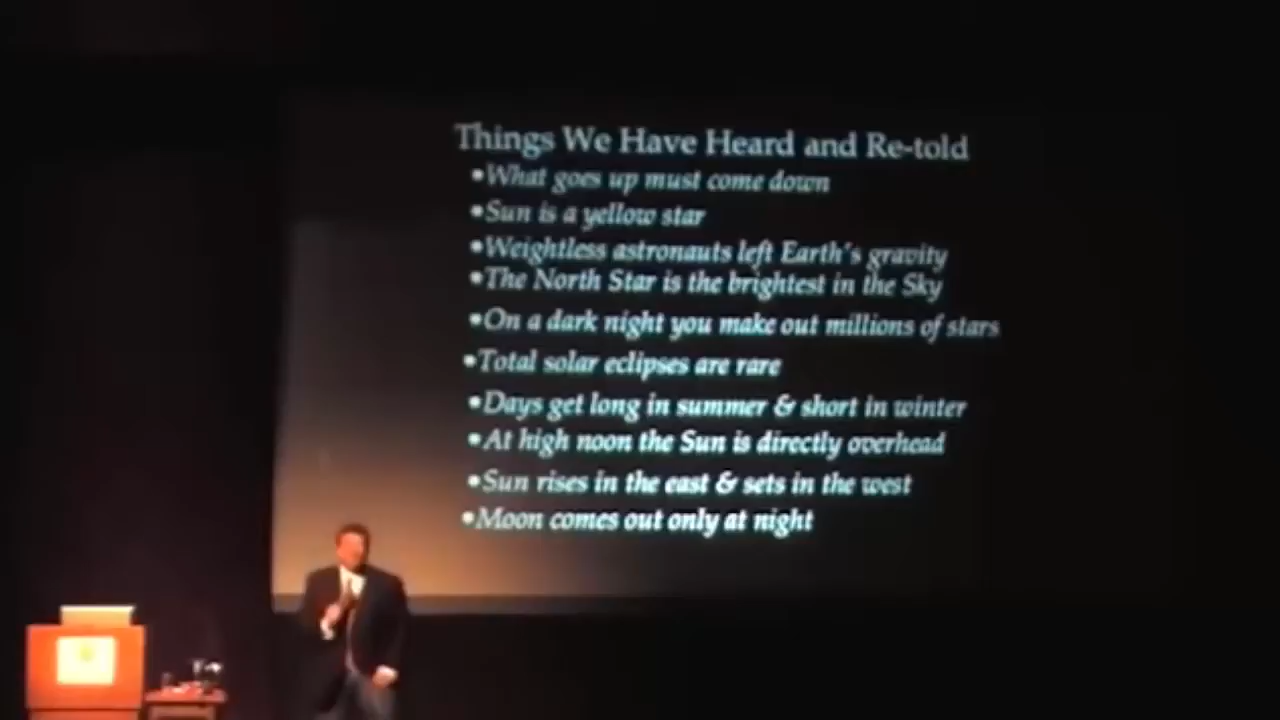 Things We Have Heard and Re-told
•What goes up must come down
•Sun is a yellow star
•Weightless astronauts left Earth's gravity
•The North Star is the brightest in the Sky
•On a dark night you make out millions of stars
•Total solar eclipses are rare
•Days get long in summer & short in winter
•At high noon the Sun is directly overhead
•Sun rises in the east & sets in the west
•Moon comes out only at night